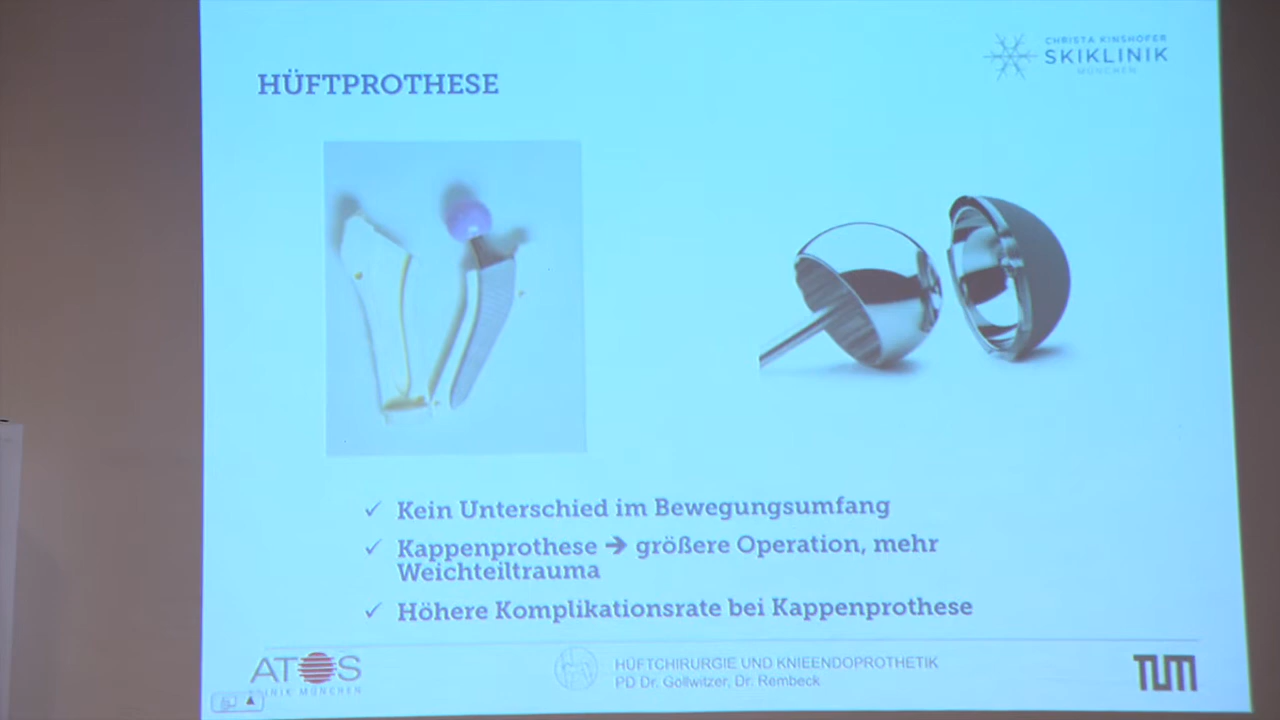 CHRISTA KINSHOFER
SKIKLINIK
MÜNCHEN
HÜFTPROTHESE
✓ Kein Unterschied im Bewegungsumfang
✓ Kappenprothese ➔ größere Operation, mehr
Weichteiltrauma
✓ Höhere Komplikationsrate bei Kappenprothese
ATOS
KLINIK MÜNCHEN
HÜFTCHIRURGIE UND KNIEENDOPROTHETIK
PD Dr. Gollwitzer, Dr. Rembeck
TUM